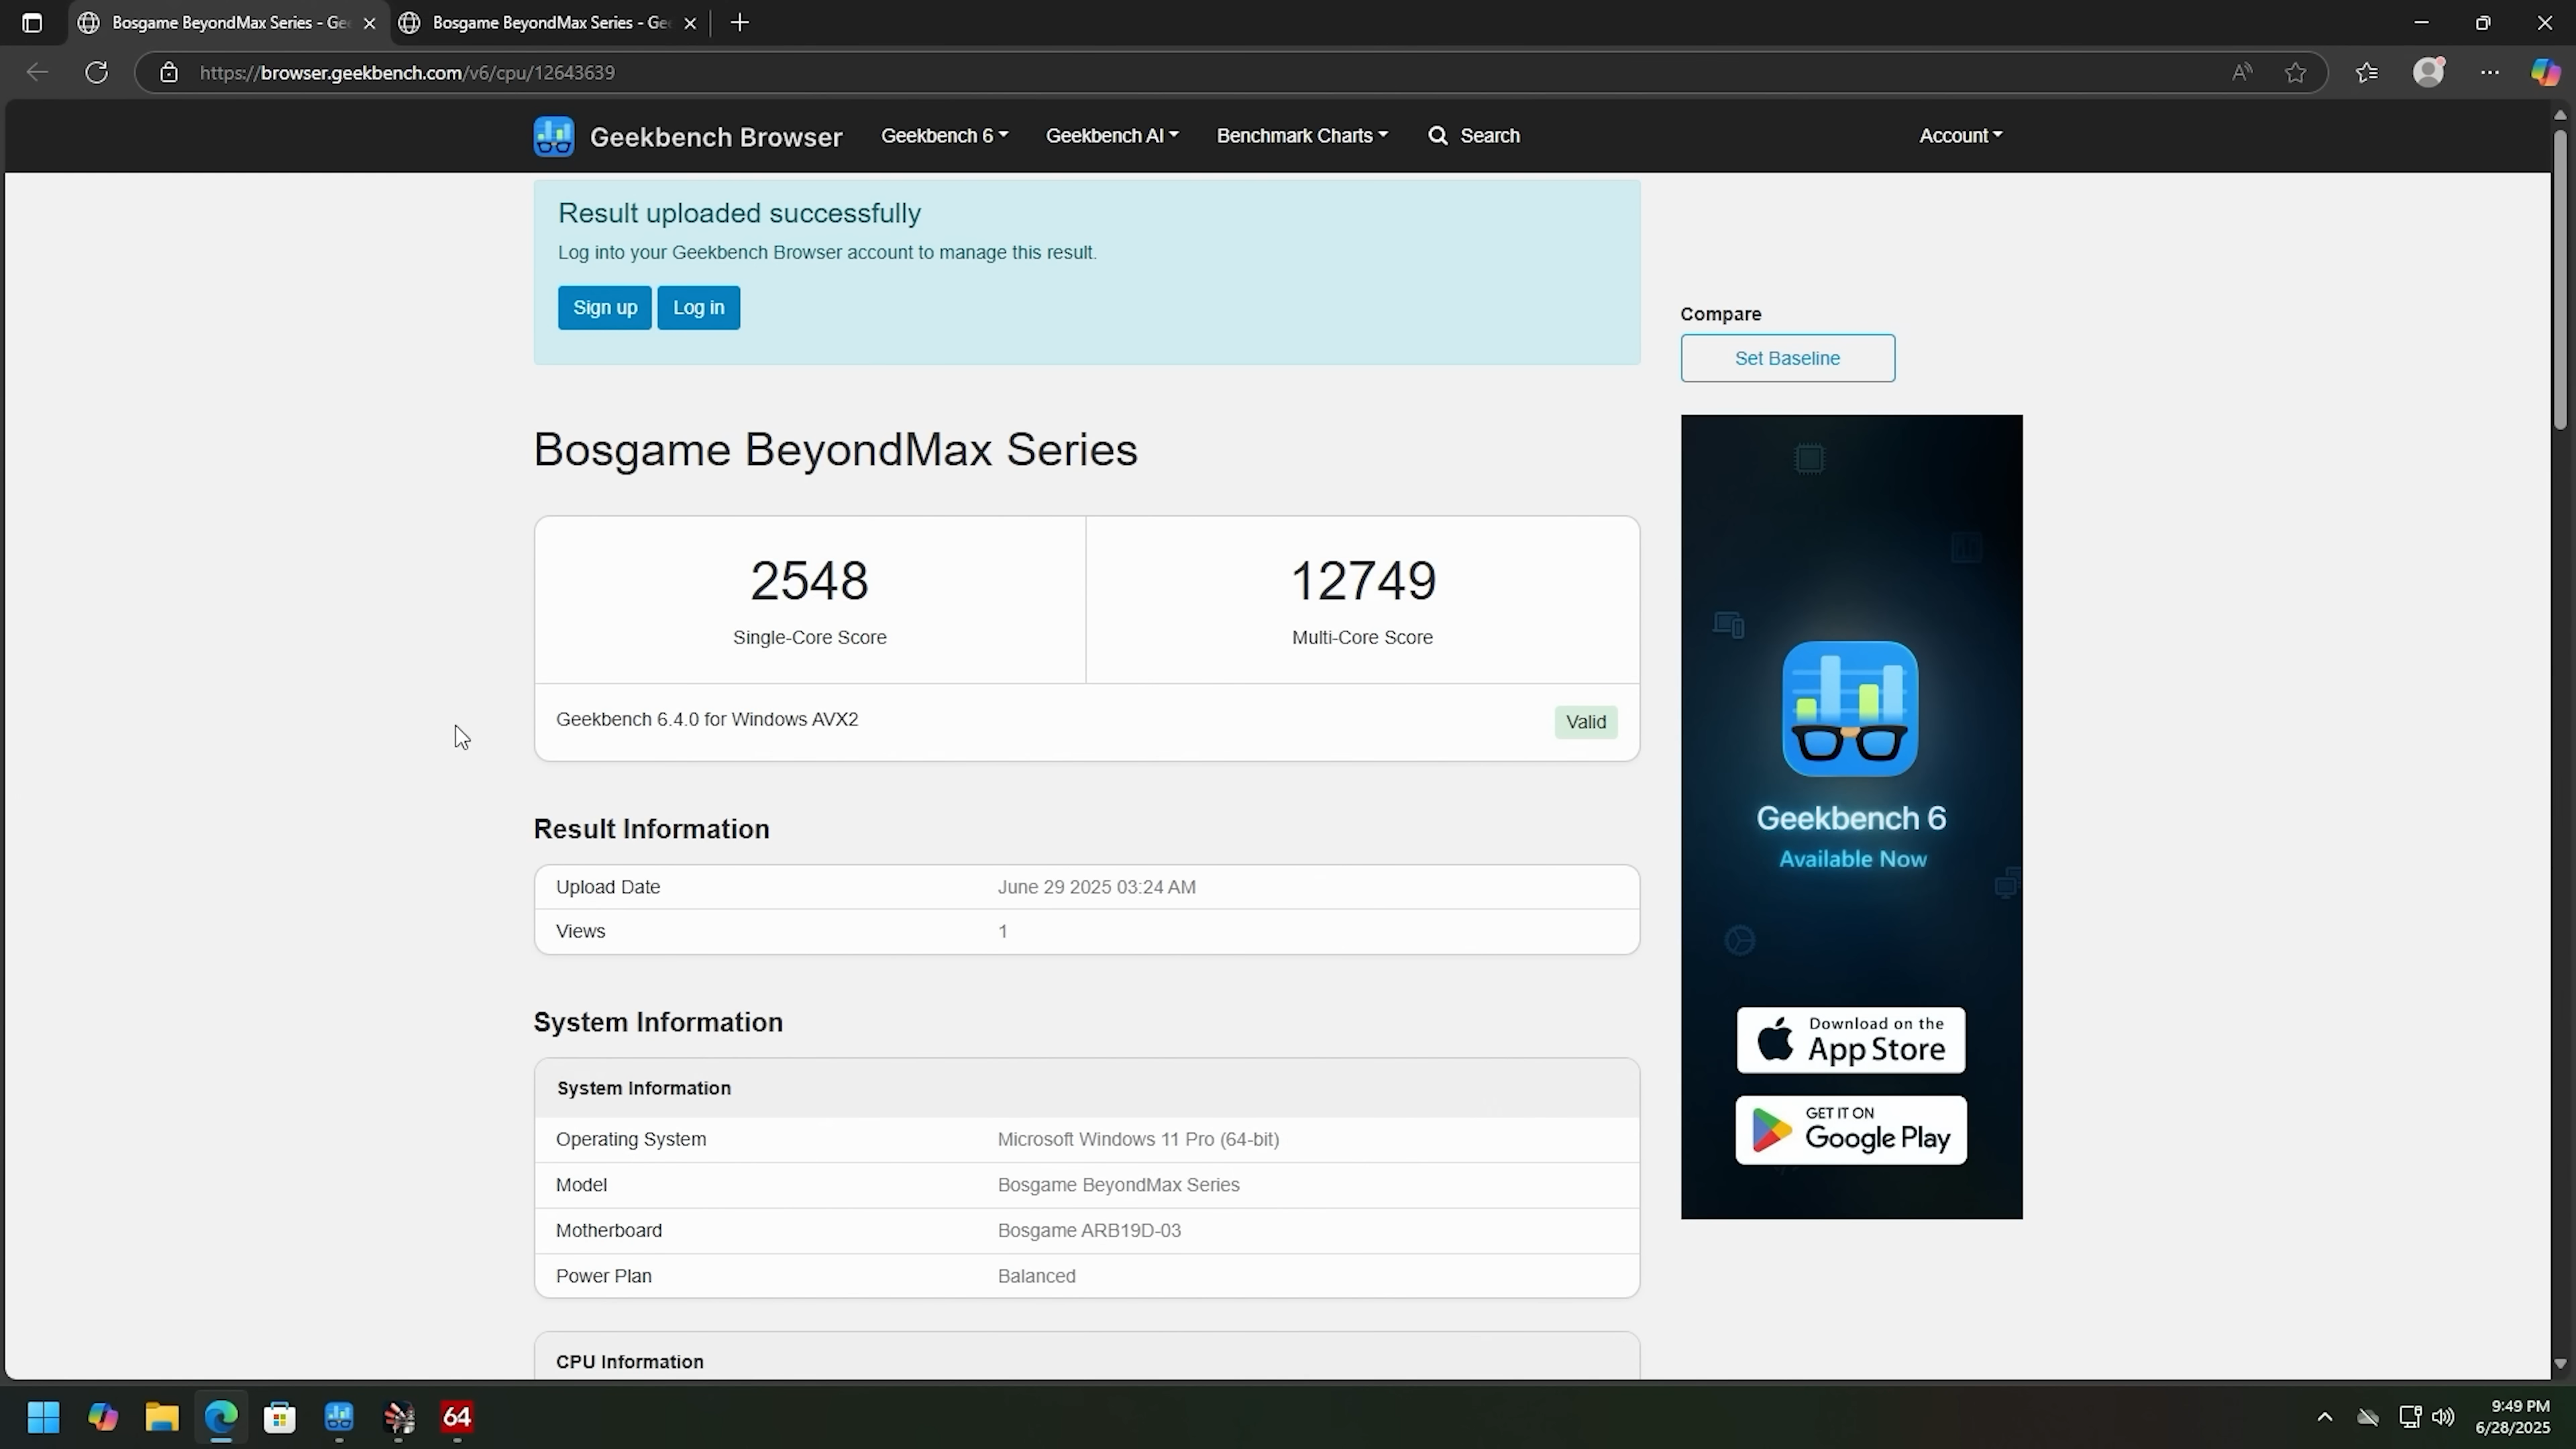 Bosgame BeyondMax Series - Ge
Bosgame BeyondMax Series - Ge
https://browser.geekbench.com/v6/cpu/12643639
Geekbench Browser
Geekbench 6
Geekbench AI
Benchmark Charts
Search
Account
Result uploaded successfully
Log into your Geekbench Browser account to manage this result.
Sign up
Log in
Compare
Set Baseline
Bosgame BeyondMax Series
2548
Single-Core Score
12749
Multi-Core Score
Geekbench 6.4.0 for Windows AVX2
Valid
Result Information
Upload Date June 29 2025 03:24 AM
Views 1
System Information
System Information
Operating System Microsoft Windows 11 Pro (64-bit)
Model Bosgame BeyondMax Series
Motherboard Bosgame ARB19D-03
Power Plan Balanced
CPU Information
Geekbench 6
Available Now
Download on the
App Store
GET IT ON
Google Play
64
9:49 PM
6/28/2025